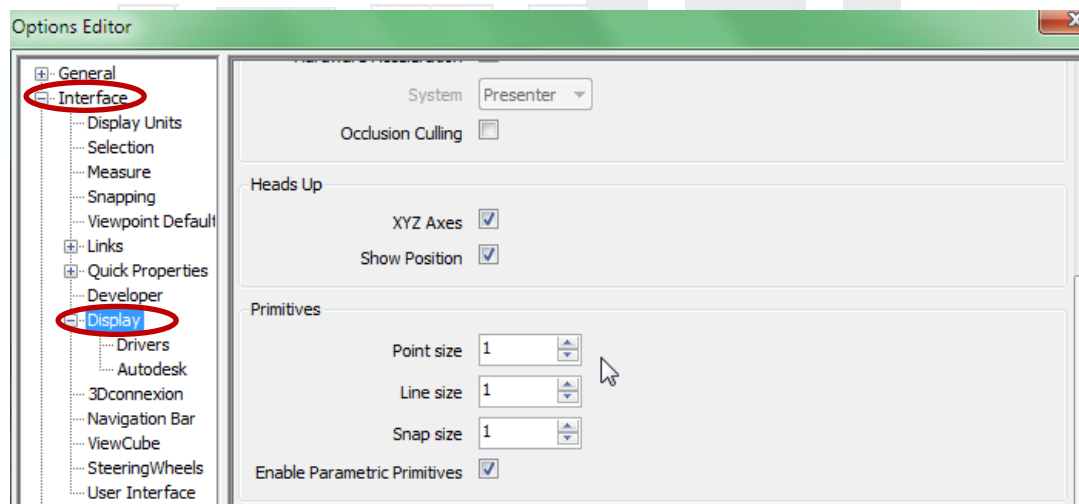 Options Editor
General
Interface
Display Units
Selection
Measure
Snapping
Viewpoint Default
Links
Quick Properties
Developer
Display
Drivers
Autodesk
3Dconnexion
Navigation Bar
ViewCube
SteeringWheels
User Interface
System Presenter
Occlusion Culling
Heads Up
XYZ Axes
Show Position
Primitives
Point size 1
Line size 1
Snap size 1
Enable Parametric Primitives